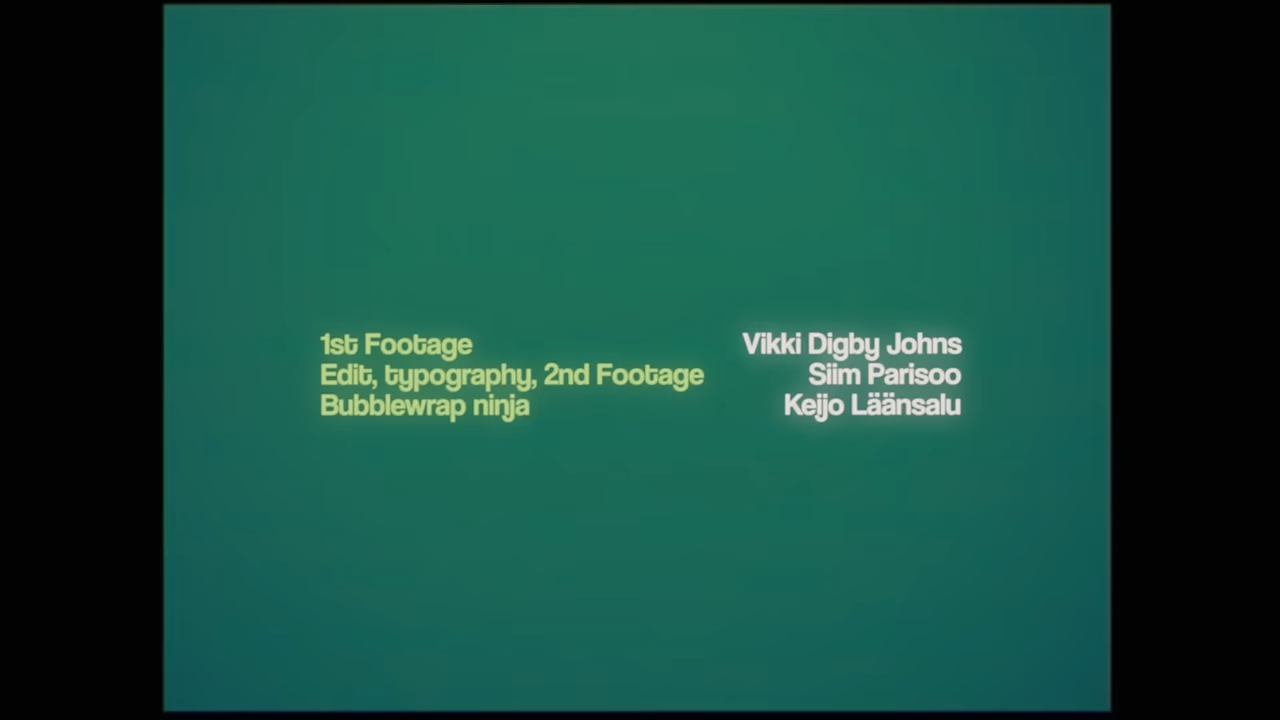 1st Footage Vikki Digby Johns
Edit, typography, 2nd Footage Siim Parisoo
Bubblewrap ninja Keijo Läänsalu